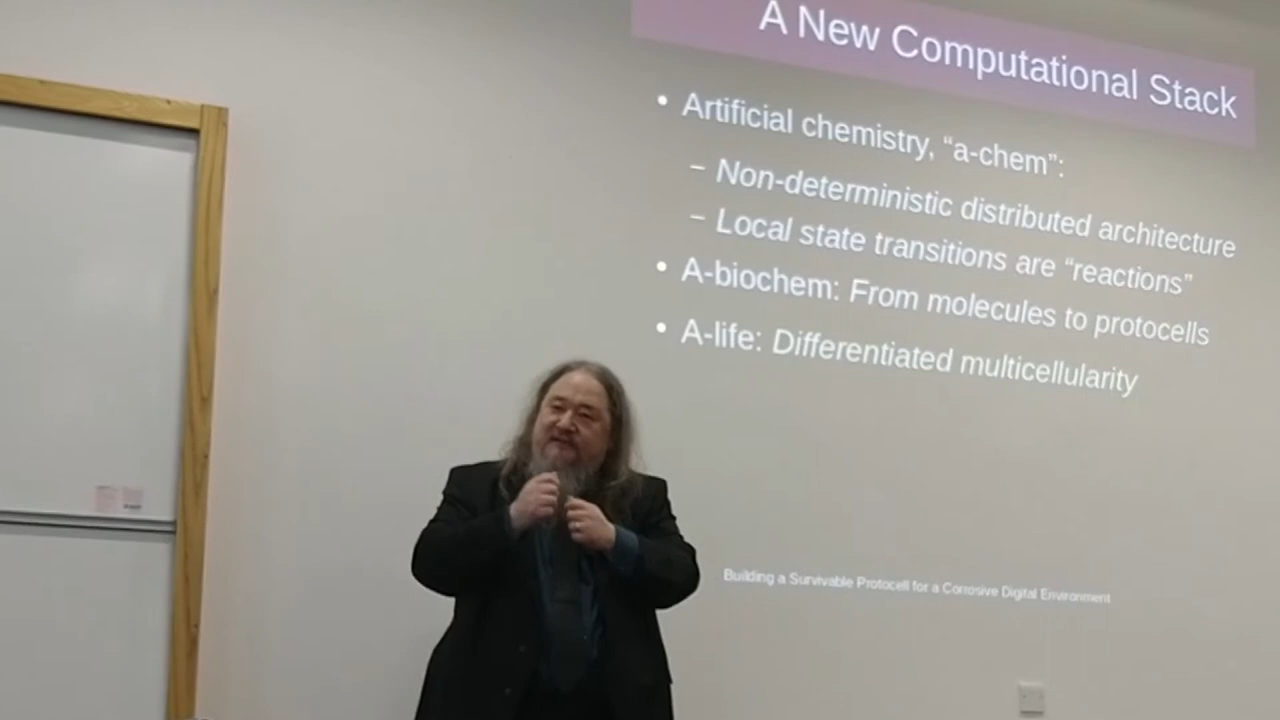 A New Computational Stack
• Artificial chemistry, “a-chem”:
– Non-deterministic distributed architecture
– Local state transitions are “reactions”
• A-biochem: From molecules to protocells
• A-life: Differentiated multicellularity
Building a Survivable Protocell for a Corrosive Digital Environment